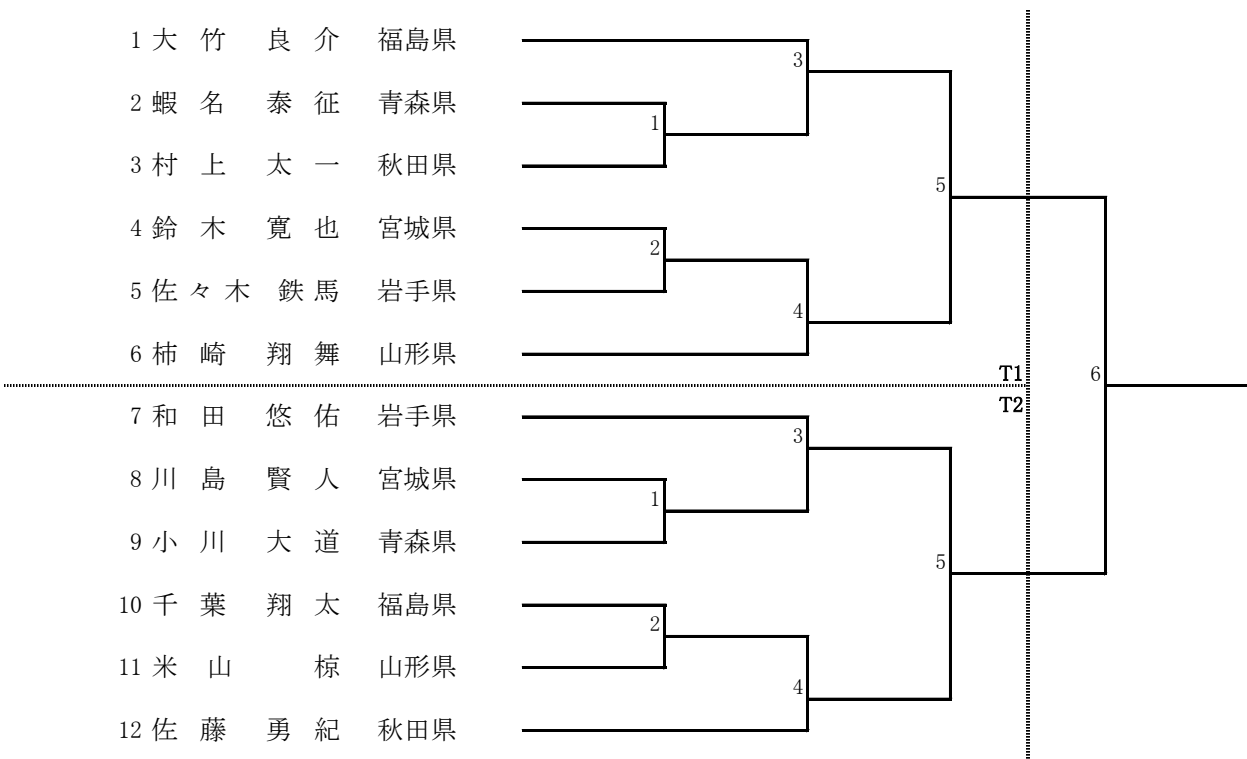 1 大竹 良介 福島県
3
2 蝦名 泰征 青森県
1
3 村上 太一 秋田県
5
4 鈴木 寛也 宮城県
2
5 佐々木 鉄馬 岩手県
4
6 柿崎 翔舞 山形県
T1 6
T2
7 和田 悠佑 岩手県
3
8 川島 賢人 宮城県
1
9 小川 大道 青森県
5
10 千葉 翔太 福島県
2
11 米山 椋 山形県
4
12 佐藤 勇紀 秋田県